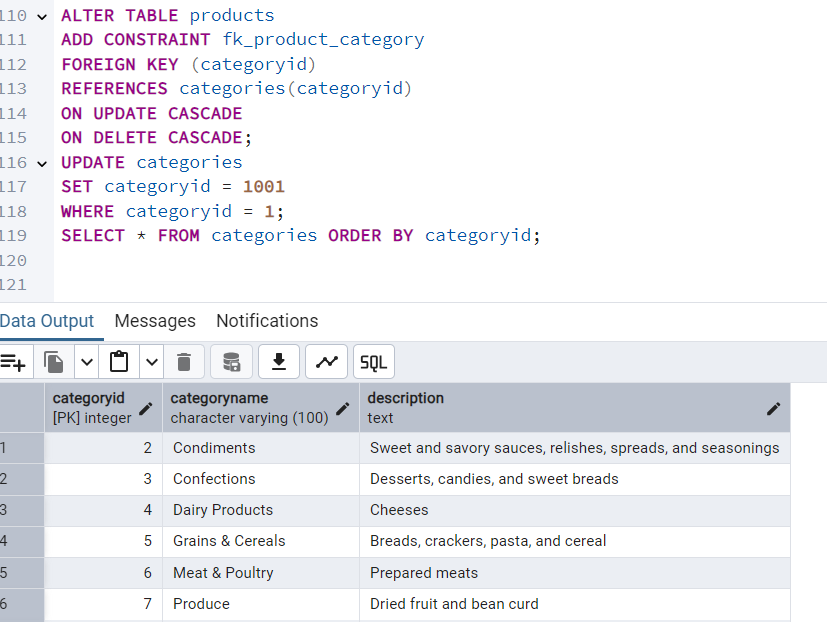 110 ALTER TABLE products
111 ADD CONSTRAINT fk_product_category
112 FOREIGN KEY (categoryid)
113 REFERENCES categories(categoryid)
114 ON UPDATE CASCADE
115 ON DELETE CASCADE;
116 UPDATE categories
117 SET categoryid = 1001
118 WHERE categoryid = 1;
119 SELECT * FROM categories ORDER BY categoryid;
120
121
Data Output Messages Notifications
SQL
categoryid categoryname description
[PK] integer character varying (100) text
1 2 Condiments Sweet and savory sauces, relishes, spreads, and seasonings
2 3 Confections Desserts, candies, and sweet breads
3 4 Dairy Products Cheeses
4 5 Grains & Cereals Breads, crackers, pasta, and cereal
5 6 Meat & Poultry Prepared meats
6 7 Produce Dried fruit and bean curd